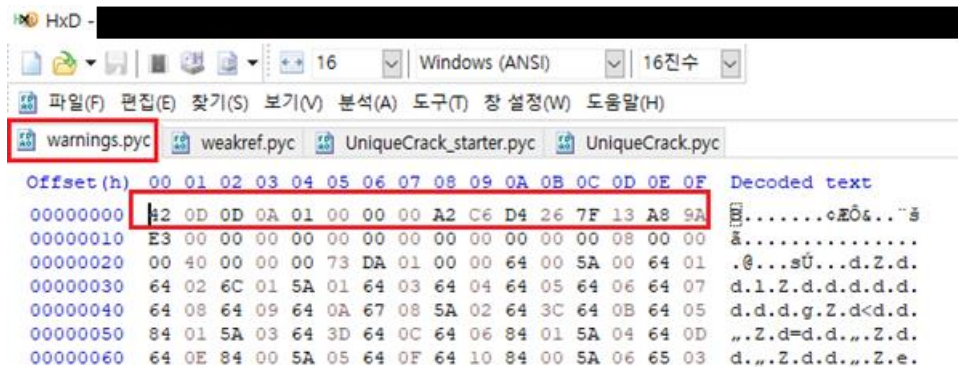 HxD -
16 Windows (ANSI) 16진수
파일(F) 편집(E) 찾기(S) 보기(V) 분석(A) 도구(T) 창 설정(W) 도움말(H)
warnings.pyc weakref.pyc UniqueCrack_starter.pyc UniqueCrack.pyc
Offset(h) 00 01 02 03 04 05 06 07 08 09 0A 0B 0C 0D 0E 0F Decoded text
00000000 42 0D 0D 0A 01 00 00 00 A2 C6 D4 26 7F 13 A8 9A B.......¢ÆÔ&..¨š
00000010 E3 00 00 00 00 00 00 00 00 00 00 00 00 08 00 00 ã...............
00000020 00 40 00 00 00 73 DA 01 00 00 64 00 5A 00 64 01 .@...sÚ...d.Z.d.
00000030 64 02 6C 01 5A 01 64 03 64 04 64 05 64 06 64 07 d.l.Z.d.d.d.d.d.
00000040 64 08 64 09 64 0A 67 08 5A 02 64 3C 64 0B 64 05 d.d.d.g.Z.d<d.d.
00000050 84 01 5A 03 64 3D 64 0C 64 06 84 01 5A 04 64 0D „.Z.d=d.d.„.Z.d.
00000060 64 0E 84 00 5A 05 64 0F 64 10 84 00 5A 06 65 03 d.„.Z.d.d.„.Z.e.